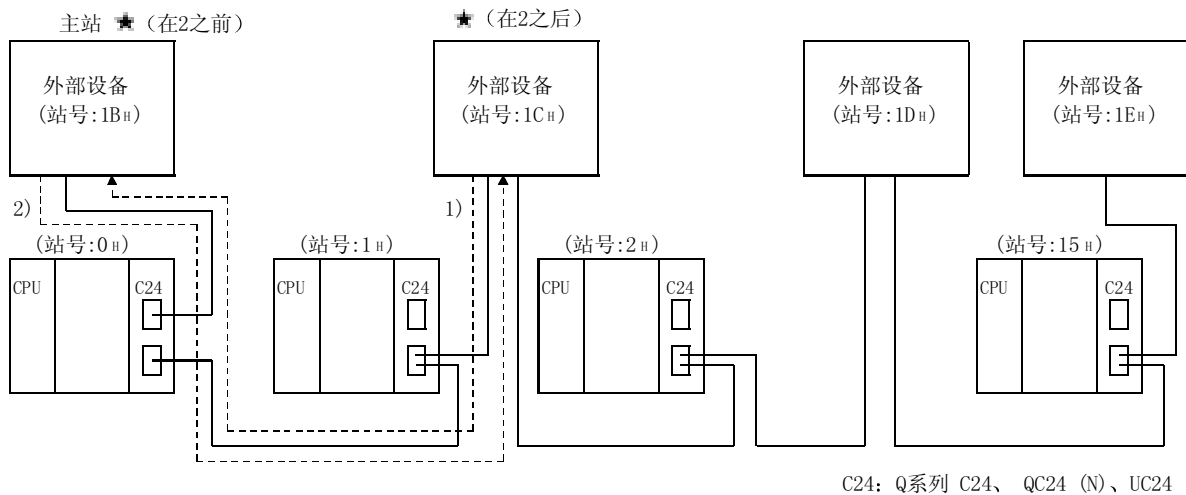 主站 ★（在2之前）
★（在2之后）
外部设备
(站号:1BH)
外部设备
(站号:1CH)
外部设备
(站号:1DH)
外部设备
(站号:1EH)
2)
1)
(站号:0H)
(站号:1H)
(站号:2H)
(站号:15H)
CPU
C24
CPU
C24
CPU
C24
CPU
C24
C24：Q系列 C24、 QC24 (N)、UC24